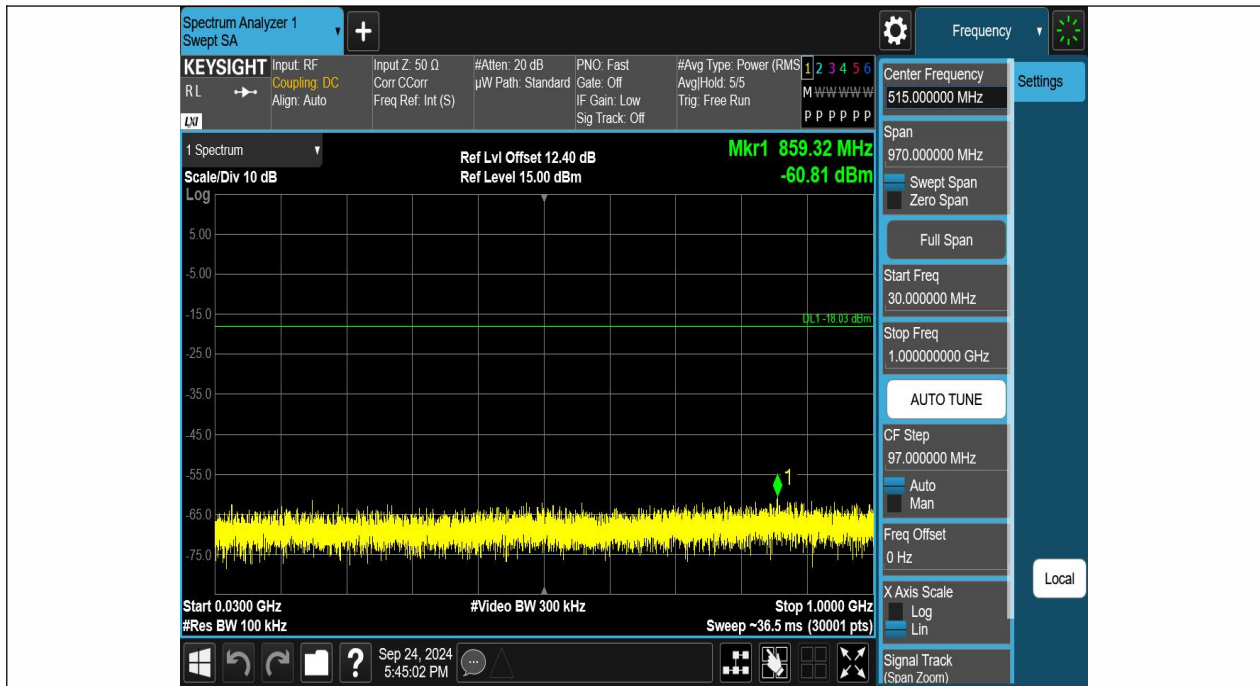 Spectrum Analyzer 1
Swept SA
+
Frequency
KEYSIGHT
R L
LXI
Input: RF
Coupling: DC
Align: Auto
Input Z: 50 Ω
Corr CCorr
Freq Ref: Int (S)
#Atten: 20 dB
µW Path: Standard
PNO: Fast
Gate: Off
IF Gain: Low
Sig Track: Off
#Avg Type: Power (RMS
Avg|Hold: 5/5
Trig: Free Run
1 2 3 4 5 6
M W W W W W
P P P P P P
1 Spectrum
Scale/Div 10 dB
Log
Ref Lvl Offset 12.40 dB
Ref Level 15.00 dBm
Mkr1 859.32 MHz
-60.81 dBm
5.00
-5.00
-15.0
DL1 -18.03 dBm
-25.0
-35.0
-45.0
-55.0
1
-65.0
-75.0
Start 0.0300 GHz
#Res BW 100 kHz
#Video BW 300 kHz
Stop 1.0000 GHz
Sweep ~36.5 ms (30001 pts)
?
Sep 24, 2024
5:45:02 PM
Center Frequency
515.000000 MHz
Span
970.000000 MHz
Swept Span
Zero Span
Full Span
Start Freq
30.000000 MHz
Stop Freq
1.000000000 GHz
AUTO TUNE
CF Step
97.000000 MHz
Auto
Man
Freq Offset
0 Hz
X Axis Scale
Log
Lin
Signal Track
(Span Zoom)
Settings
Local